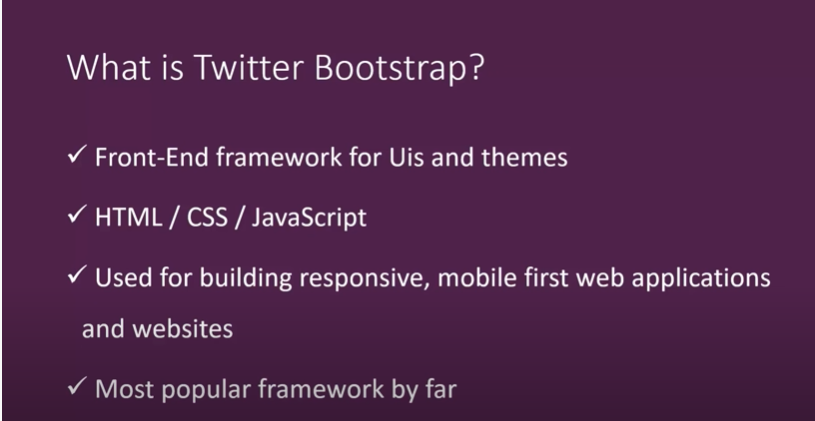 What is Twitter Bootstrap?
✓ Front-End framework for Uis and themes
✓ HTML / CSS / JavaScript
✓ Used for building responsive, mobile first web applications
and websites
✓ Most popular framework by far